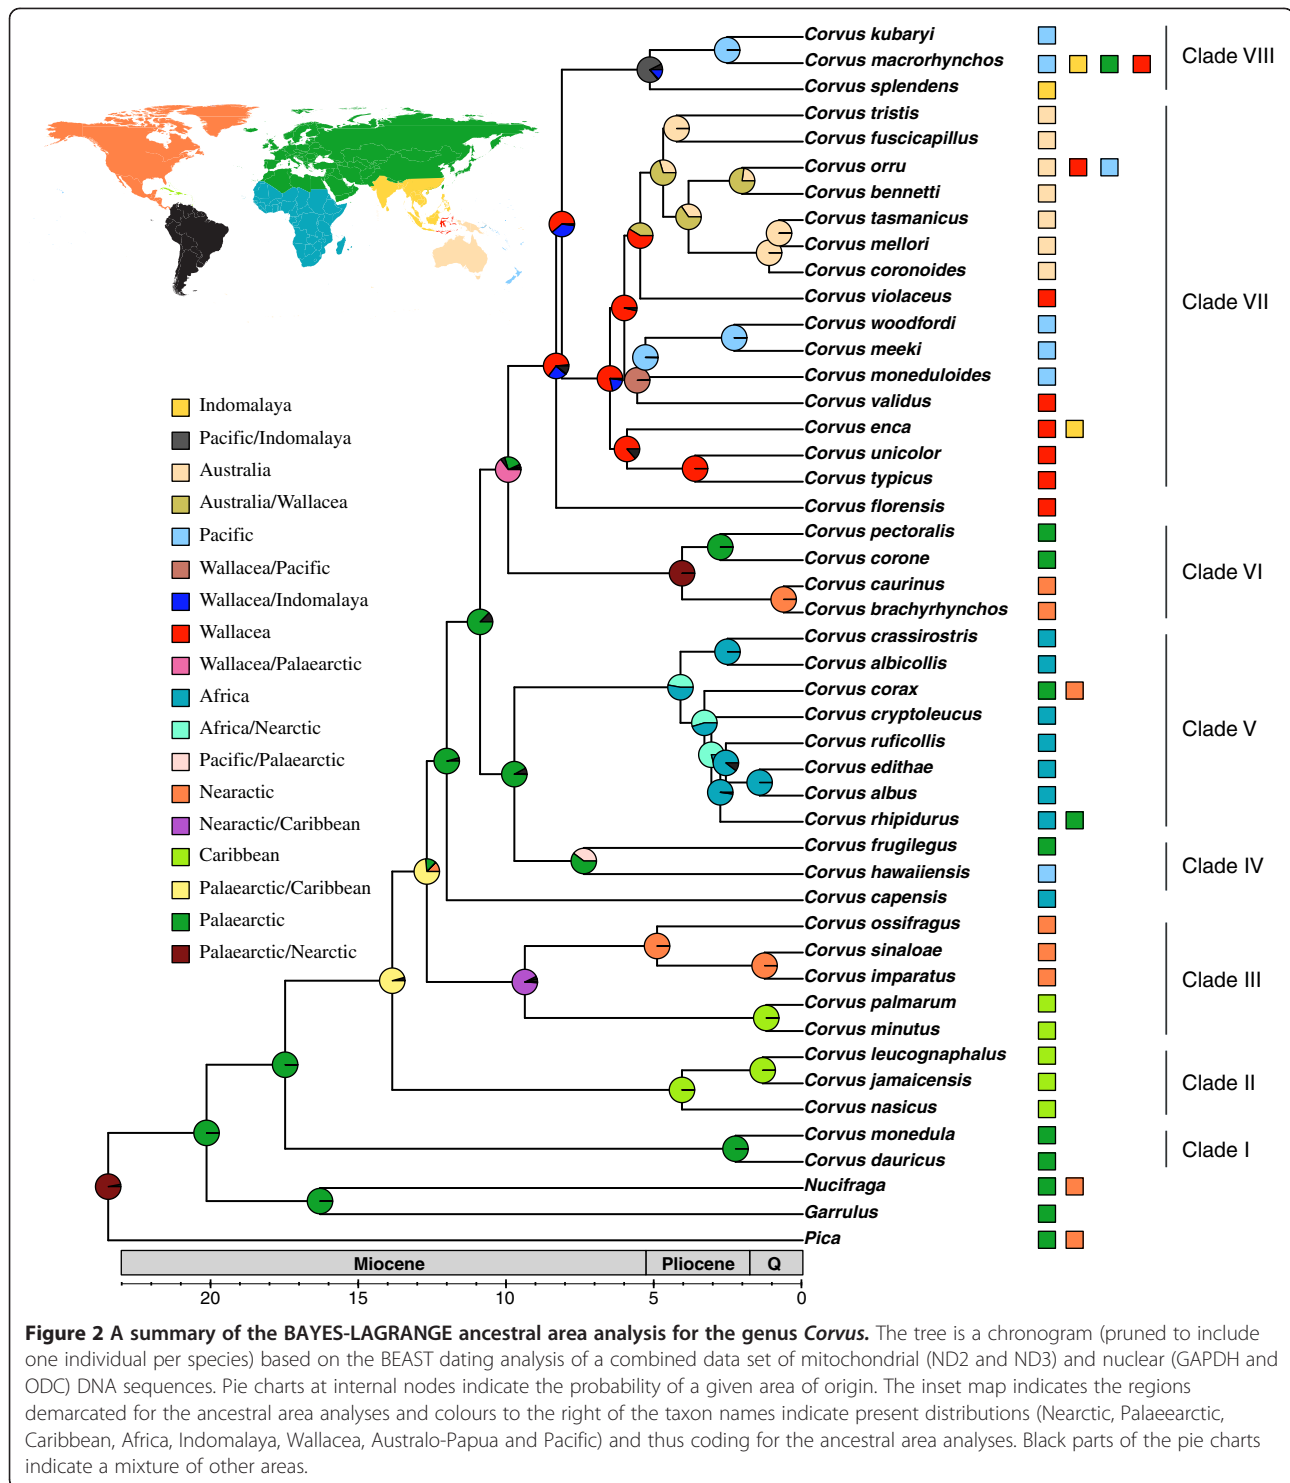 Corvus kubaryi
Corvus macrorhynchos
Corvus splendens
Clade VIII
Corvus tristis
Corvus fuscicapillus
Corvus orru
Corvus bennetti
Corvus tasmanicus
Corvus mellori
Corvus coronoides
Corvus violaceus
Corvus woodfordi
Corvus meeki
Corvus moneduloides
Corvus validus
Corvus enca
Corvus unicolor
Corvus typicus
Corvus florensis
Clade VII
Corvus pectoralis
Corvus corone
Corvus caurinus
Corvus brachyrhynchos
Clade VI
Corvus crassirostris
Corvus albicollis
Corvus corax
Corvus cryptoleucus
Corvus ruficollis
Corvus edithae
Corvus albus
Corvus rhipidurus
Clade V
Corvus frugilegus
Corvus hawaiiensis
Clade IV
Corvus capensis
Corvus ossifragus
Corvus sinaloae
Corvus imparatus
Corvus palmarum
Corvus minutus
Clade III
Corvus leucognaphalus
Corvus jamaicensis
Corvus nasicus
Clade II
Corvus monedula
Corvus dauricus
Clade I
Nucifraga
Garrulus
Pica
Indomalaya
Pacific/Indomalaya
Australia
Australia/Wallacea
Pacific
Wallacea/Pacific
Wallacea/Indomalaya
Wallacea
Wallacea/Palaearctic
Africa
Africa/Nearctic
Pacific/Palaearctic
Nearactic
Nearactic/Caribbean
Caribbean
Palaearctic/Caribbean
Palaearctic
Palaearctic/Nearctic
Miocene Pliocene Q
20 15 10 5 0
Figure 2 A summary of the BAYES-LAGRANGE ancestral area analysis for the genus Corvus. The tree is a chronogram (pruned to include
one individual per species) based on the BEAST dating analysis of a combined data set of mitochondrial (ND2 and ND3) and nuclear (GAPDH and
ODC) DNA sequences. Pie charts at internal nodes indicate the probability of a given area of origin. The inset map indicates the regions
demarcated for the ancestral area analyses and colours to the right of the taxon names indicate present distributions (Nearctic, Palaeearctic,
Caribbean, Africa, Indomalaya, Wallacea, Australo-Papua and Pacific) and thus coding for the ancestral area analyses. Black parts of the pie charts
indicate a mixture of other areas.